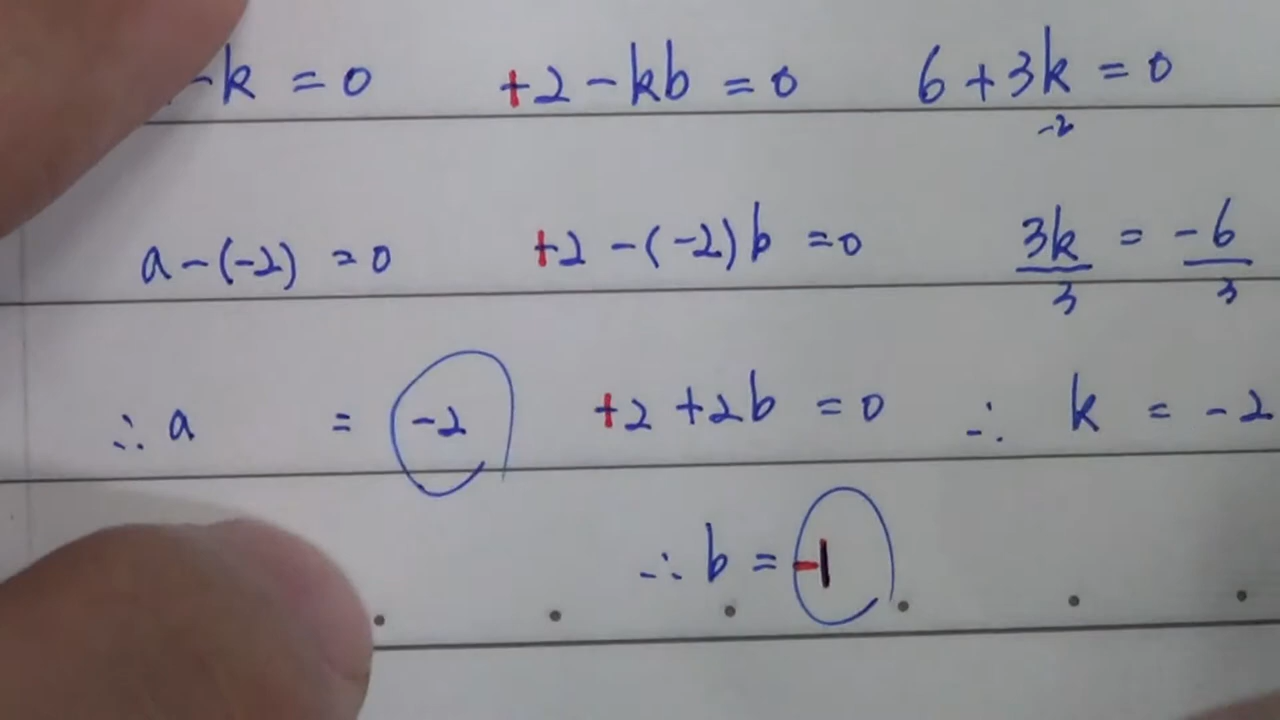 -k = 0 +2 - kb = 0 6 + 3k = 0
-2
a - (-2) = 0 +2 - (-2)b = 0 3k/3 = -6/3
∴ a = -2 +2 + 2b = 0 ∴ k = -2
∴ b = -1